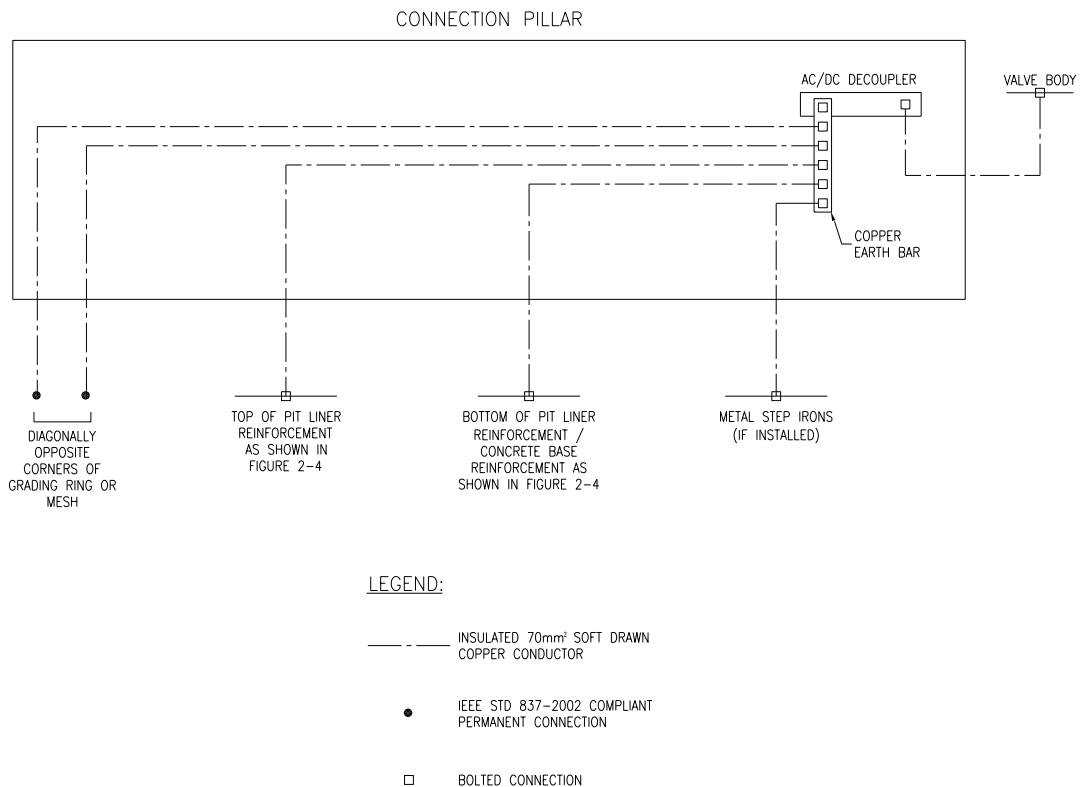 CONNECTION PILLAR
AC/DC DECOUPLER
VALVE BODY
COPPER
EARTH BAR
DIAGONALLY
OPPOSITE
CORNERS OF
GRADING RING OR
MESH
TOP OF PIT LINER
REINFORCEMENT
AS SHOWN IN
FIGURE 2-4
BOTTOM OF PIT LINER
REINFORCEMENT /
CONCRETE BASE
REINFORCEMENT AS
SHOWN IN FIGURE 2-4
METAL STEP IRONS
(IF INSTALLED)
LEGEND:
INSULATED 70mm² SOFT DRAWN
COPPER CONDUCTOR
IEEE STD 837-2002 COMPLIANT
PERMANENT CONNECTION
BOLTED CONNECTION